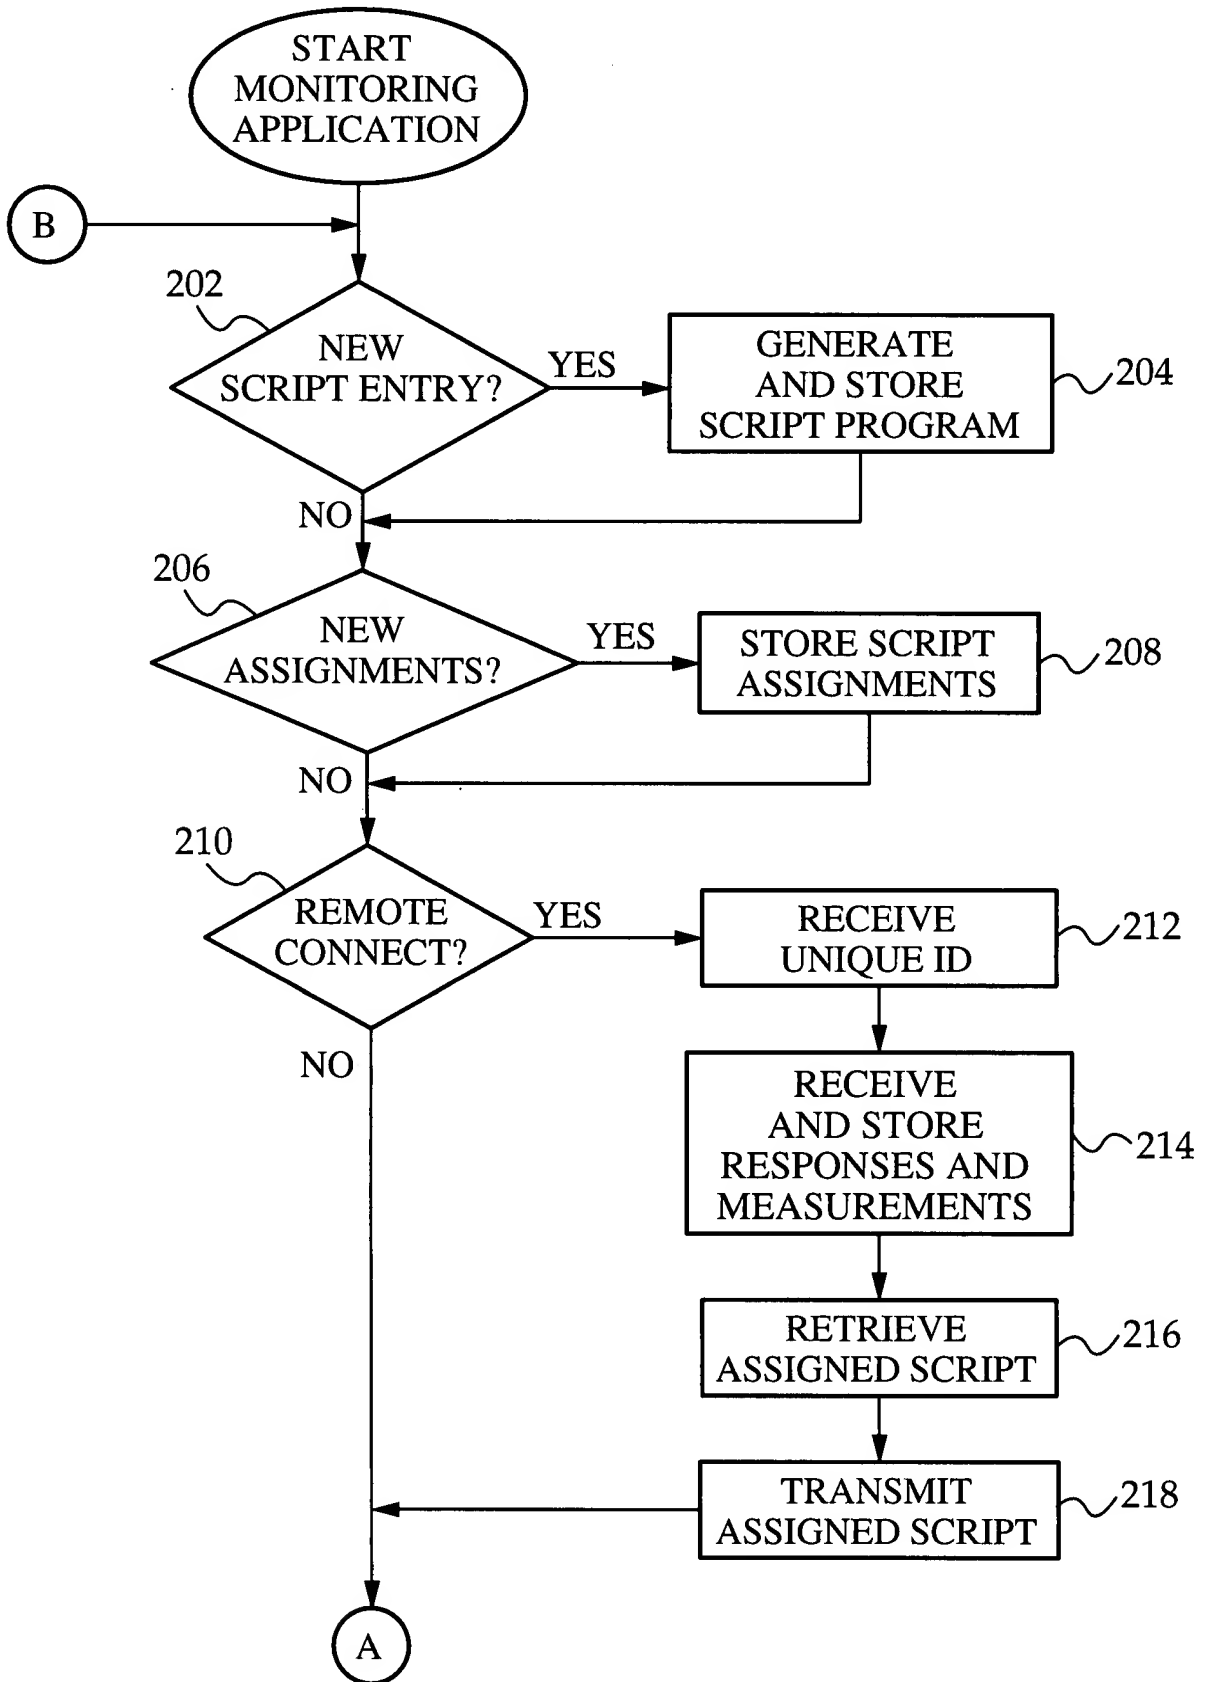 START
MONITORING
APPLICATION
B
202
NEW
SCRIPT ENTRY?
YES
GENERATE
AND STORE
SCRIPT PROGRAM
204
NO
206
NEW
ASSIGNMENTS?
YES
STORE SCRIPT
ASSIGNMENTS
208
NO
210
REMOTE
CONNECT?
YES
RECEIVE
UNIQUE ID
212
NO
RECEIVE
AND STORE
RESPONSES AND
MEASUREMENTS
214
RETRIEVE
ASSIGNED SCRIPT
216
TRANSMIT
ASSIGNED SCRIPT
218
A